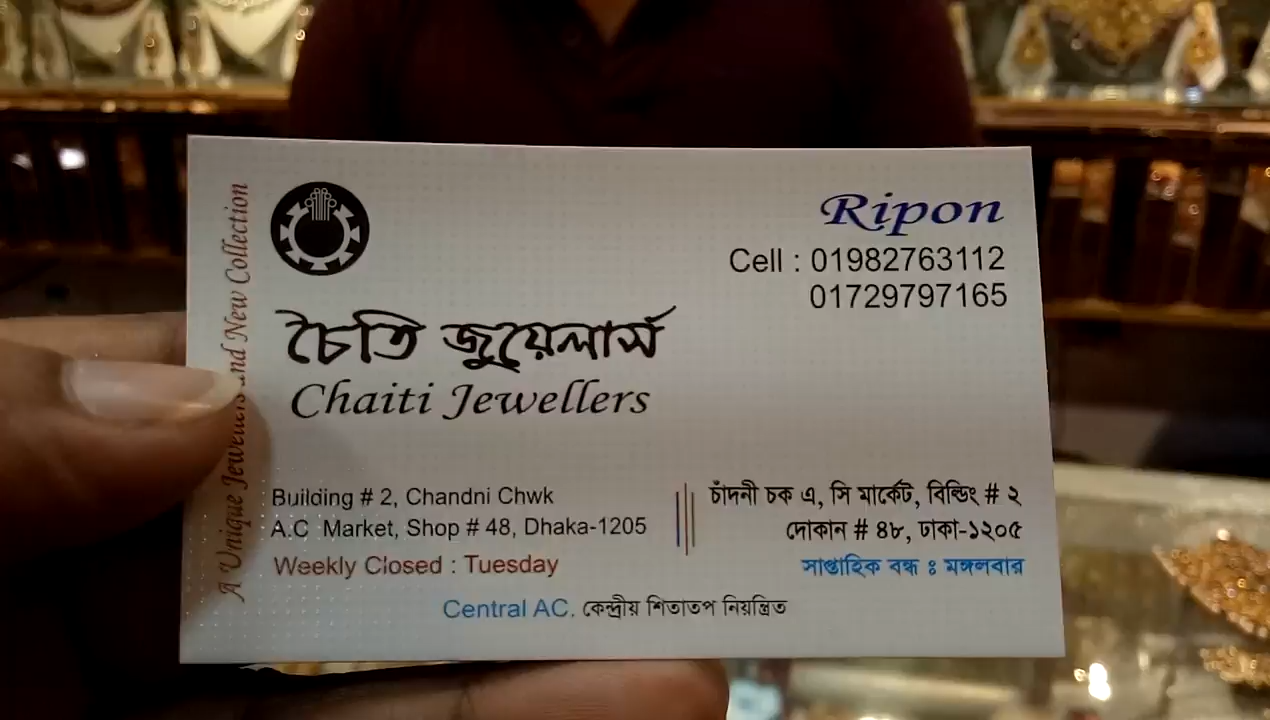 A Unique Jewellers and New Collection
Ripon
Cell : 01982763112
01729797165
চৈতি জুয়েলার্স
Chaiti Jewellers
Building # 2, Chandni Chwk
A.C Market, Shop # 48, Dhaka-1205
Weekly Closed : Tuesday
চাঁদনী চক এ, সি মার্কেট, বিল্ডিং # ২
দোকান # ৪৮, ঢাকা-১২০৫
সাপ্তাহিক বন্ধ ঃ মঙ্গলবার
Central AC. কেন্দ্রীয় শিতাতপ নিয়ন্ত্রিত